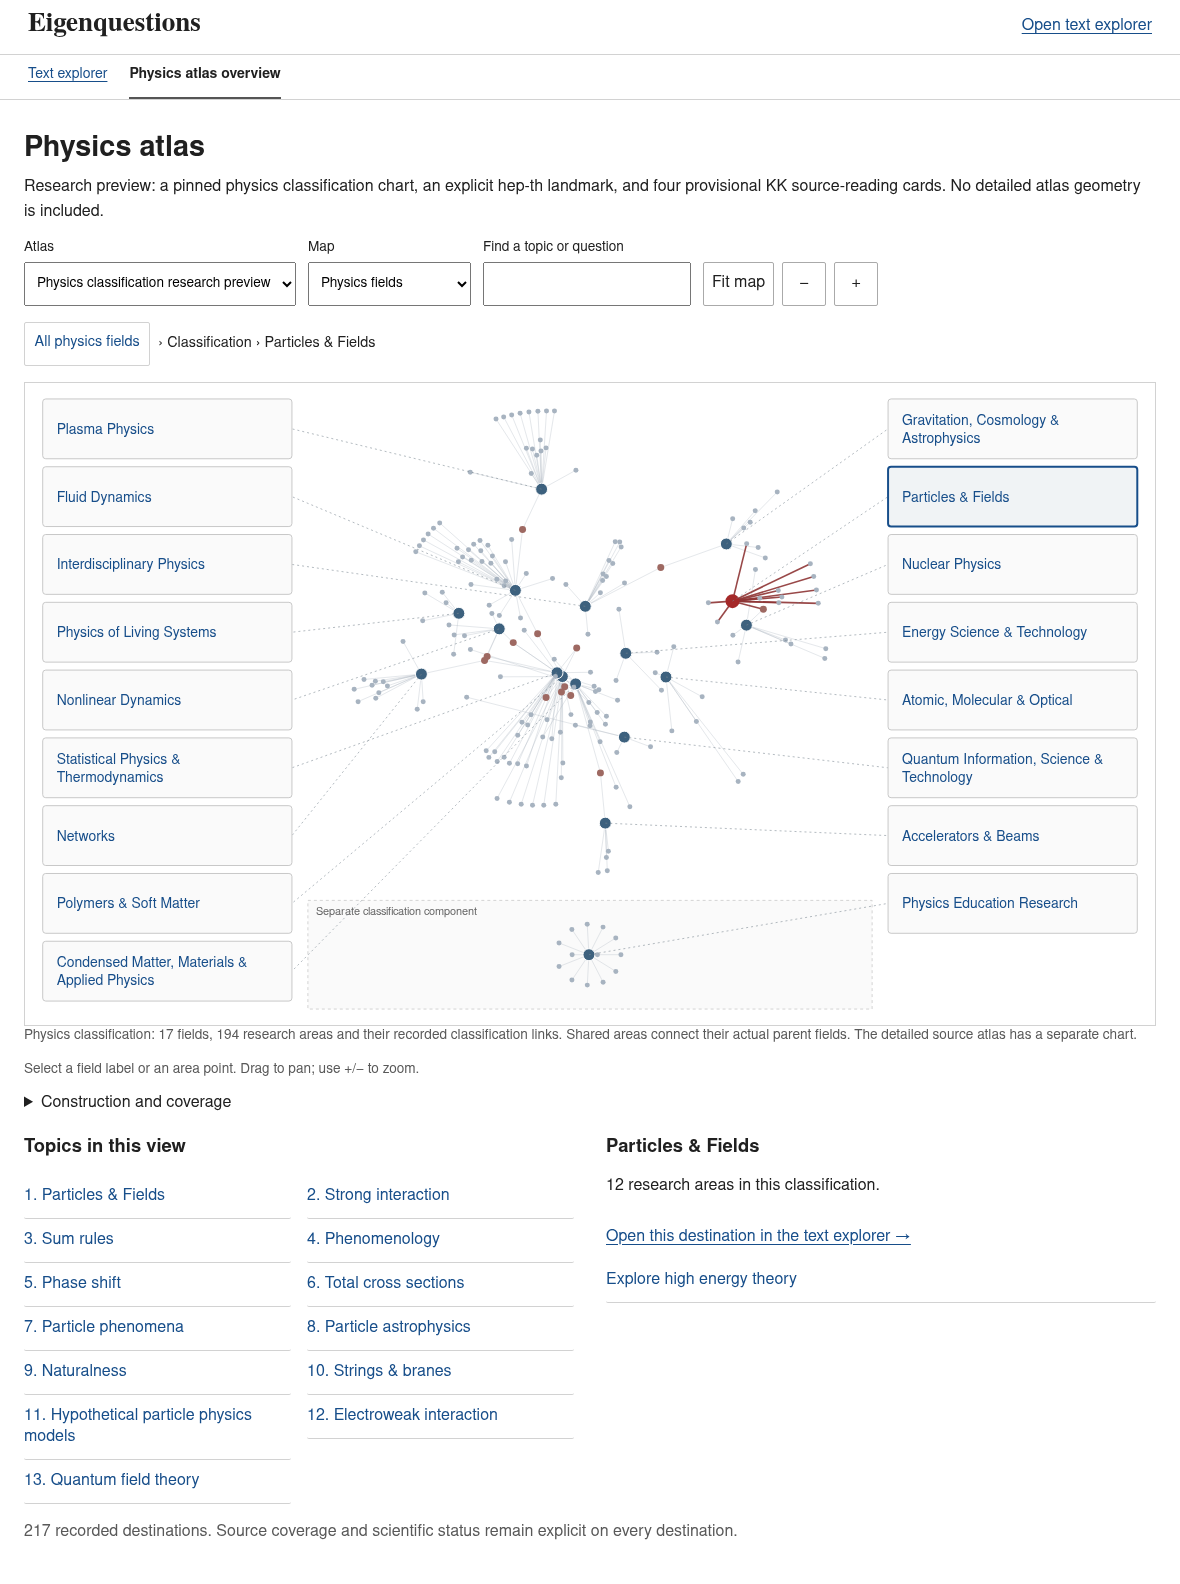 Eigenquestions
Open text explorer
Text explorer
Physics atlas overview
Physics atlas
Research preview: a pinned physics classification chart, an explicit hep-th landmark, and four provisional KK source-reading cards. No detailed atlas geometry
is included.
Atlas
Map
Find a topic or question
Physics classification research preview
Physics fields
Fit map
–
+
All physics fields
› Classification › Particles & Fields
Plasma Physics
Fluid Dynamics
Interdisciplinary Physics
Physics of Living Systems
Nonlinear Dynamics
Statistical Physics &
Thermodynamics
Networks
Polymers & Soft Matter
Condensed Matter, Materials &
Applied Physics
Gravitation, Cosmology &
Astrophysics
Particles & Fields
Nuclear Physics
Energy Science & Technology
Atomic, Molecular & Optical
Quantum Information, Science &
Technology
Accelerators & Beams
Physics Education Research
Separate classification component
Physics classification: 17 fields, 194 research areas and their recorded classification links. Shared areas connect their actual parent fields. The detailed source atlas has a separate chart.
Select a field label or an area point. Drag to pan; use +/– to zoom.
Construction and coverage
Topics in this view
1. Particles & Fields
2. Strong interaction
3. Sum rules
4. Phenomenology
5. Phase shift
6. Total cross sections
7. Particle phenomena
8. Particle astrophysics
9. Naturalness
10. Strings & branes
11. Hypothetical particle physics
models
12. Electroweak interaction
13. Quantum field theory
Particles & Fields
12 research areas in this classification.
Open this destination in the text explorer →
Explore high energy theory
217 recorded destinations. Source coverage and scientific status remain explicit on every destination.